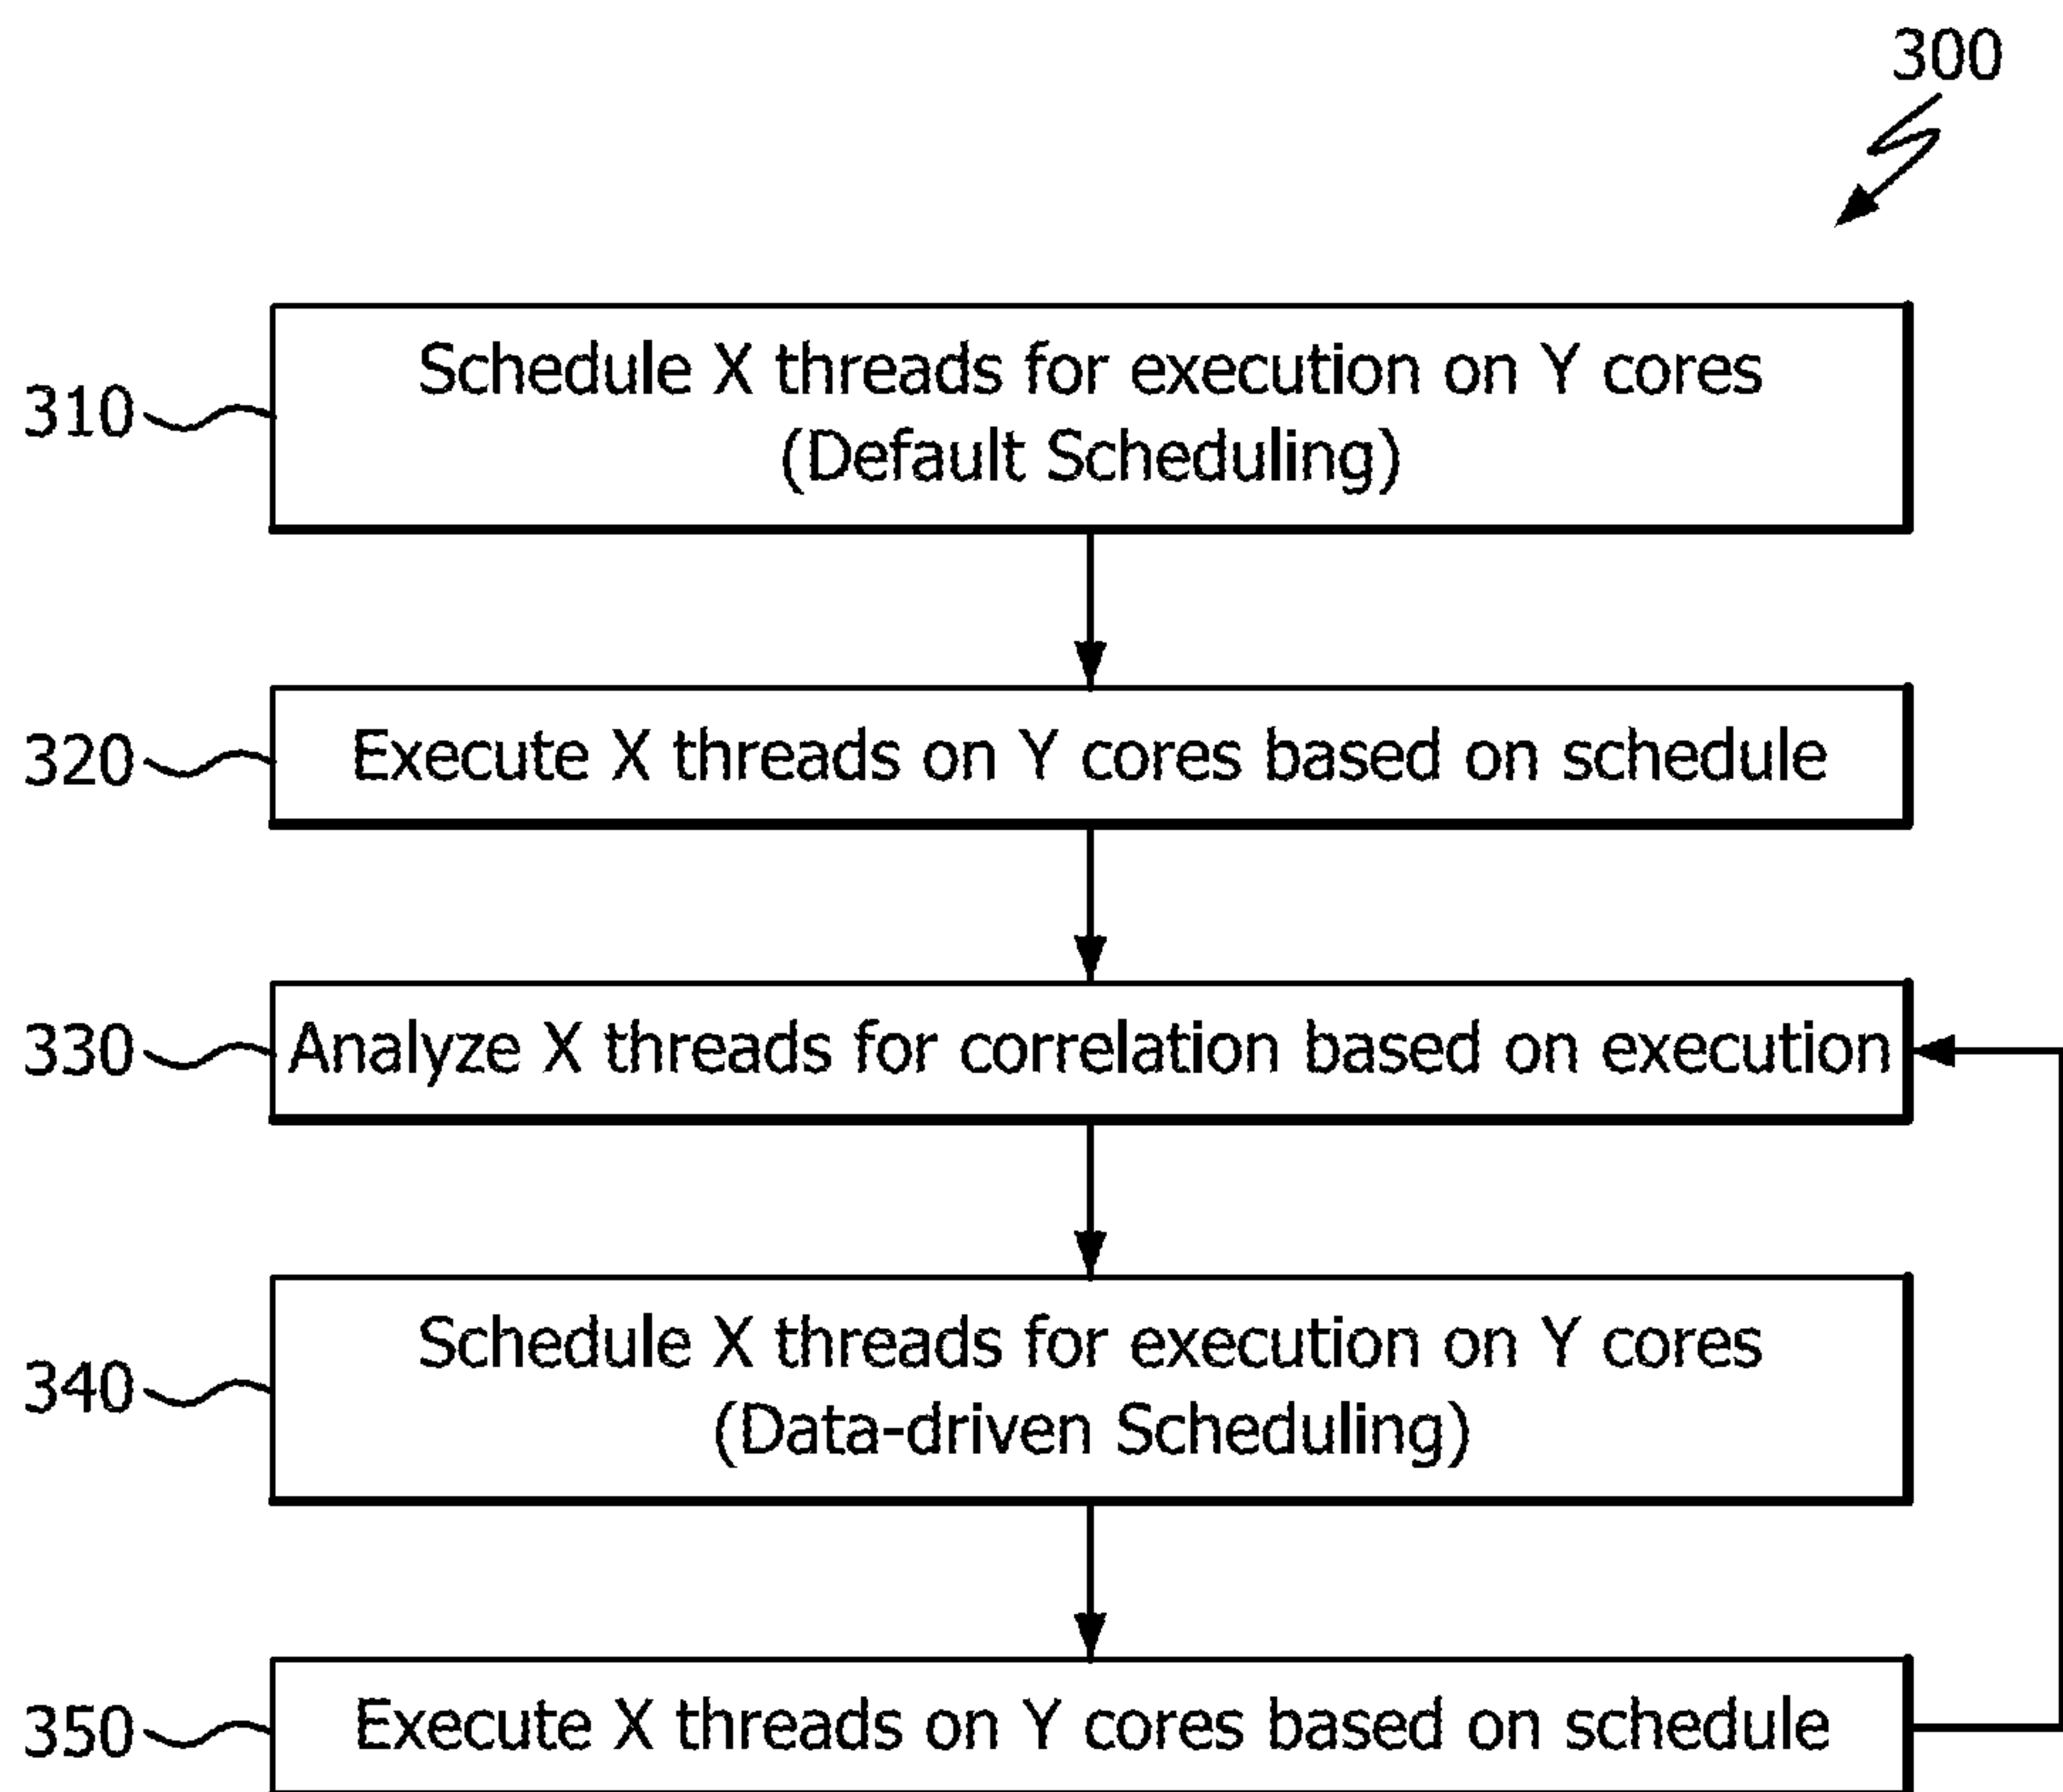 300
310
Schedule X threads for execution on Y cores
(Default Scheduling)
320
Execute X threads on Y cores based on schedule
330
Analyze X threads for correlation based on execution
340
Schedule X threads for execution on Y cores
(Data-driven Scheduling)
350
Execute X threads on Y cores based on schedule